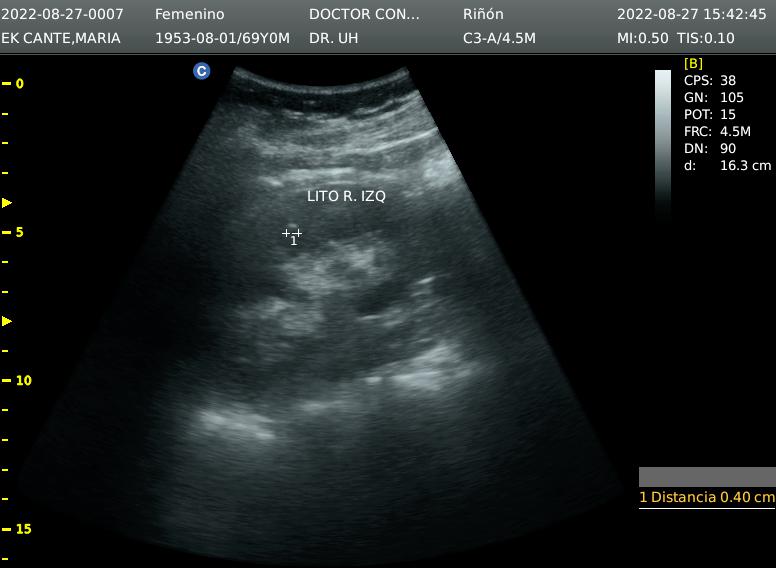 2022-08-27-0007 Femenino DOCTOR CON... Riñón 2022-08-27 15:42:45
EK CANTE,MARIA 1953-08-01/69Y0M DR. UH C3-A/4.5M MI:0.50 TIS:0.10
C
[B]
CPS: 38
GN: 105
POT: 15
FRC: 4.5M
DN: 90
d: 16.3 cm
0
LITO R. IZQ
5
1
10
15
1 Distancia 0.40 cm